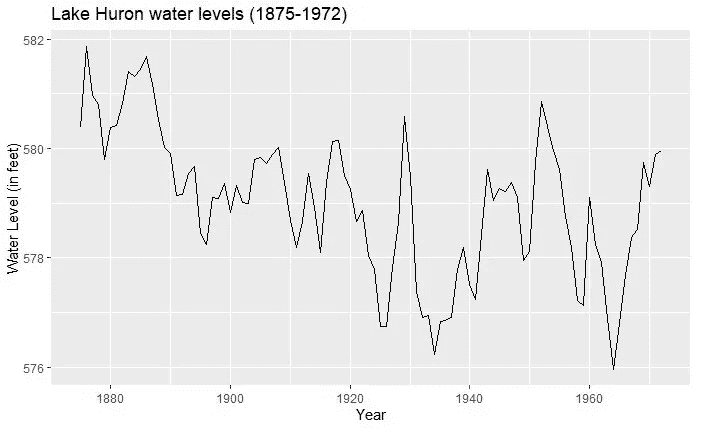 Lake Huron water levels (1875-1972)
Water Level (in feet)
582
580
578
576
1880 1900 1920 1940 1960
Year